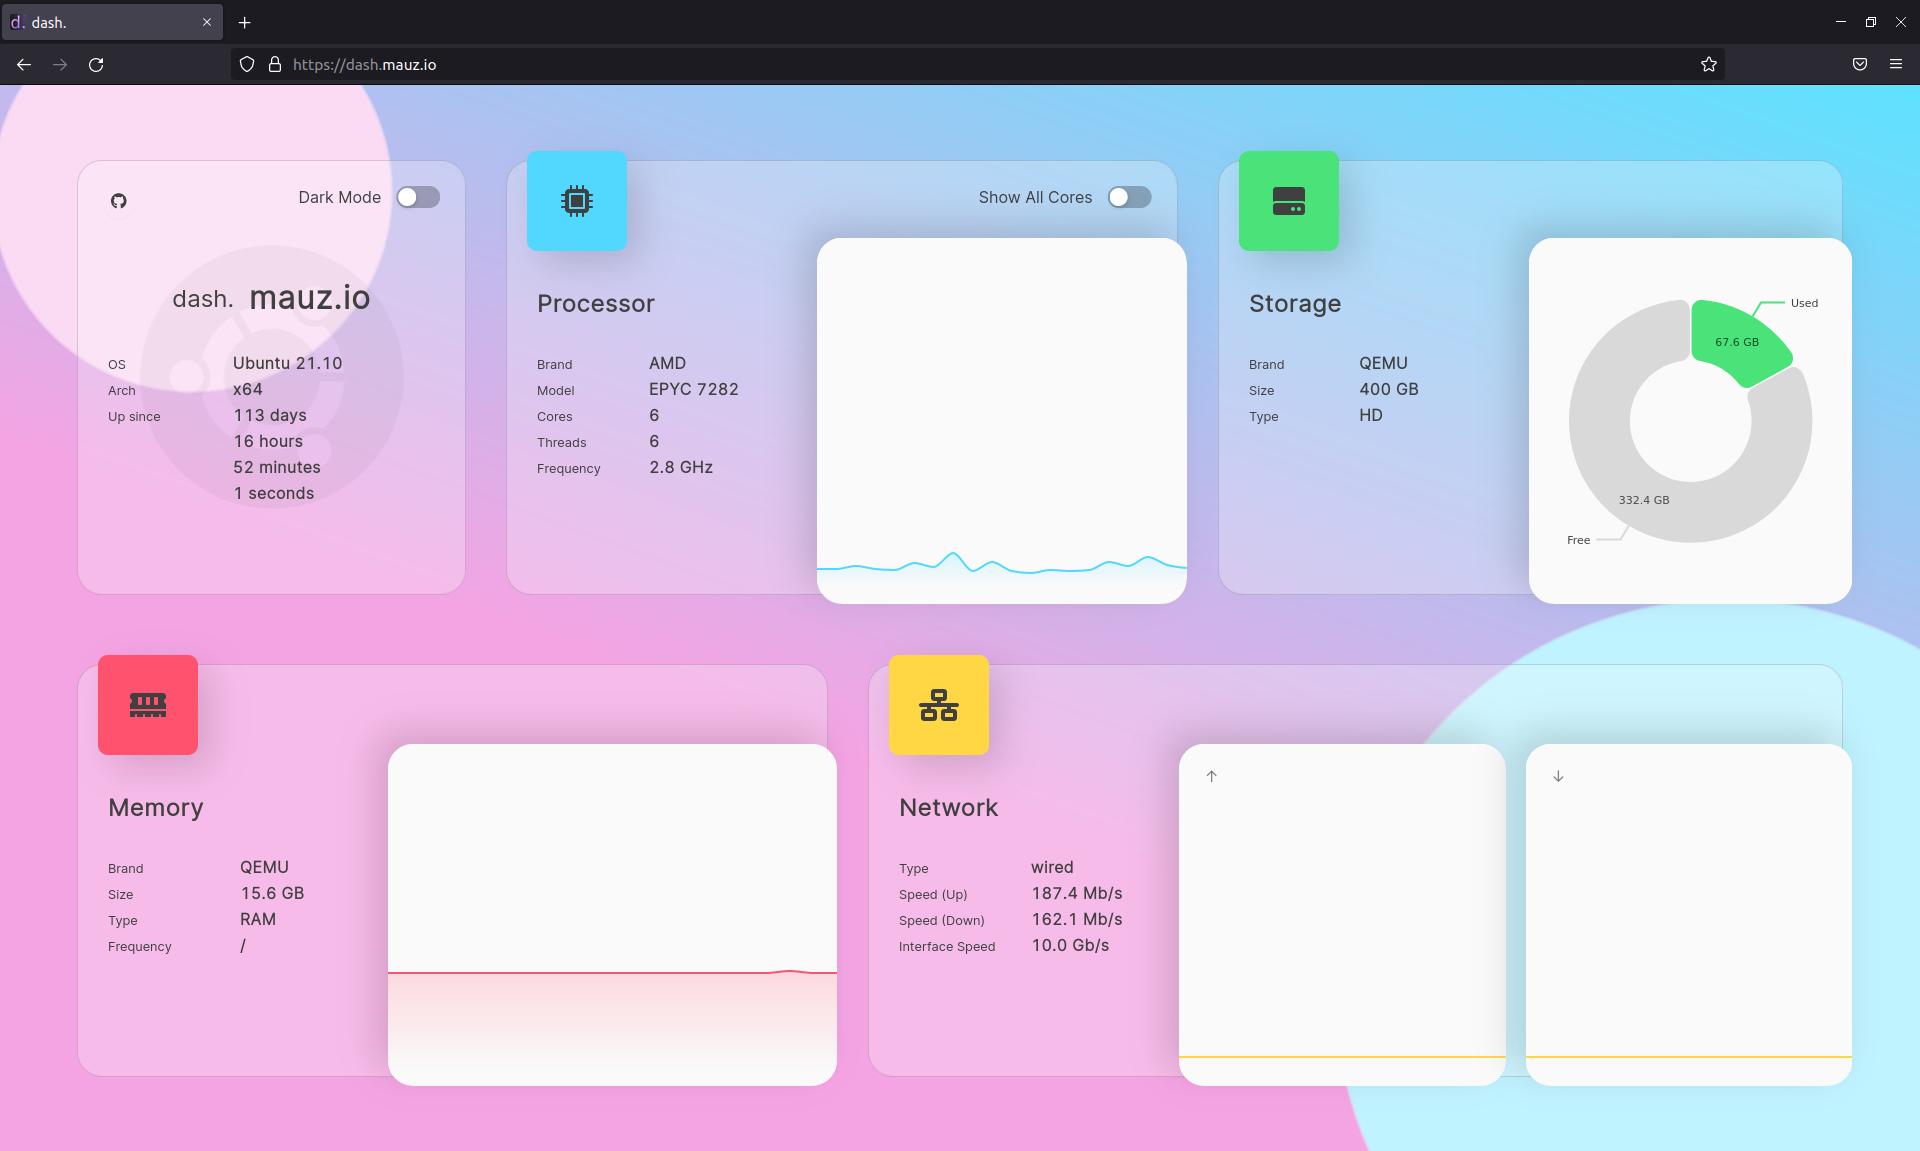 d. dash.
https://dash.mauz.io
Dark Mode
dash. mauz.io
OS Ubuntu 21.10
Arch x64
Up since 113 days
16 hours
52 minutes
1 seconds
Show All Cores
Processor
Brand AMD
Model EPYC 7282
Cores 6
Threads 6
Frequency 2.8 GHz
Storage
Brand QEMU
Size 400 GB
Type HD
Used
67.6 GB
332.4 GB
Free
Memory
Brand QEMU
Size 15.6 GB
Type RAM
Frequency /
Network
Type wired
Speed (Up) 187.4 Mb/s
Speed (Down) 162.1 Mb/s
Interface Speed 10.0 Gb/s